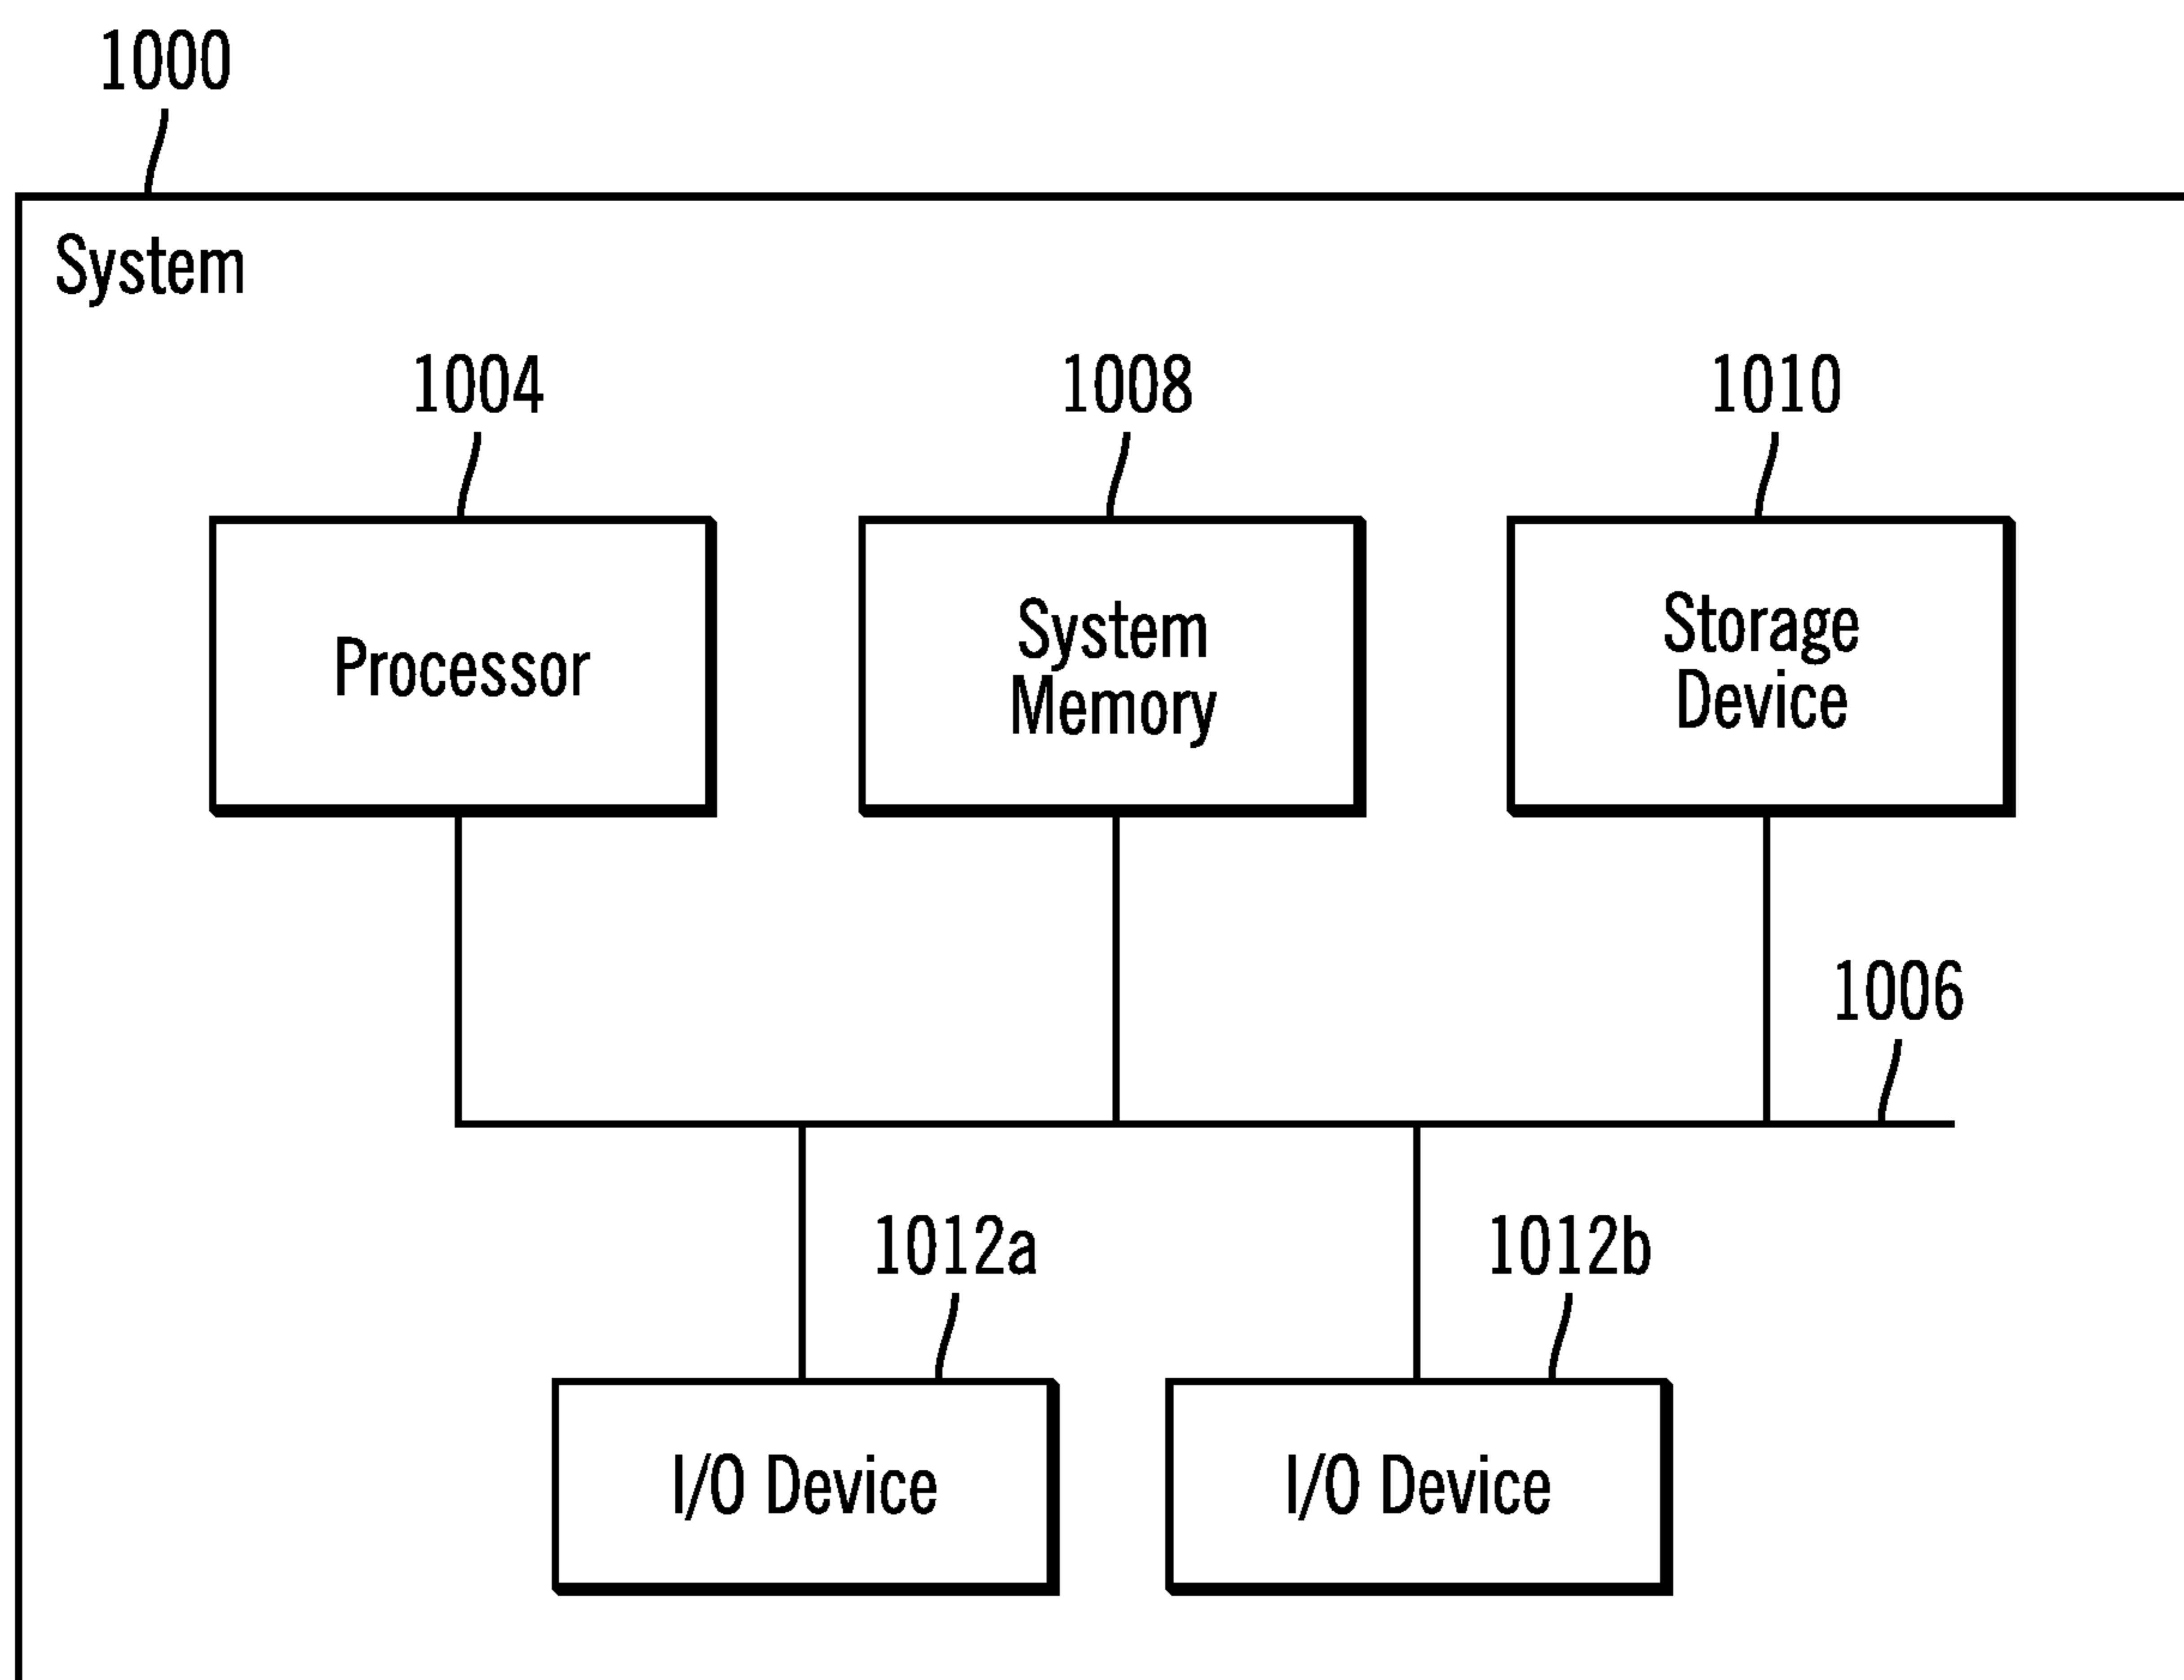 1000
System
1004
1008
1010
Processor
System
Memory
Storage
Device
1006
1012a
1012b
I/O Device
I/O Device